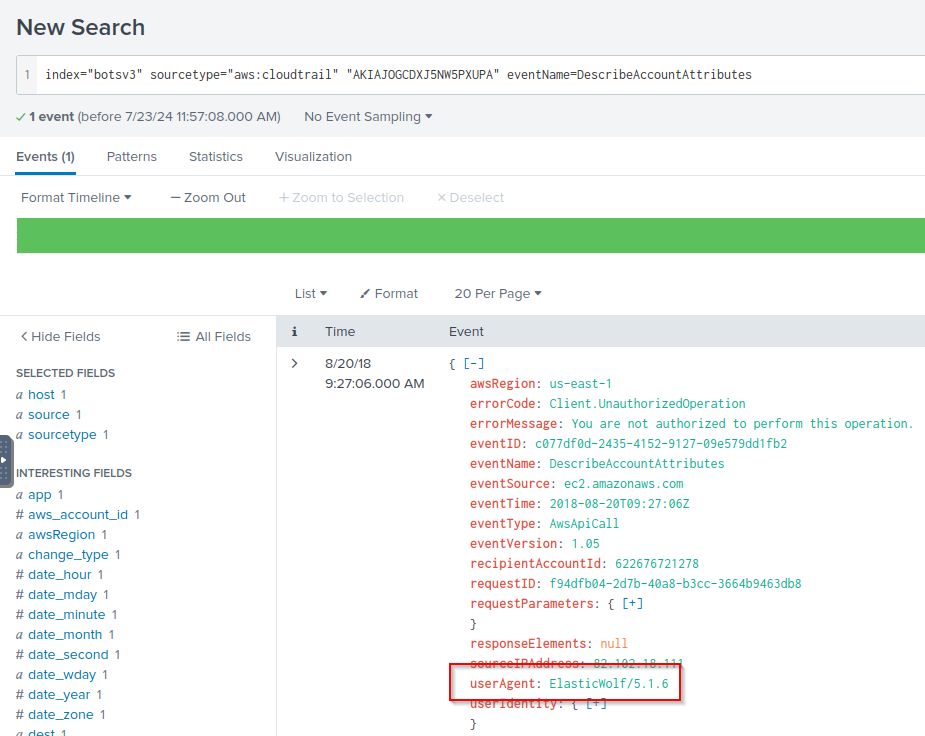 New Search
1 index="botsv3" sourcetype="aws:cloudtrail" "AKIAJOGCDXJ5NW5PXUPA" eventName=DescribeAccountAttributes
1 event (before 7/23/24 11:57:08.000 AM) No Event Sampling
Events (1) Patterns Statistics Visualization
Format Timeline — Zoom Out + Zoom to Selection × Deselect
List Format 20 Per Page
< Hide Fields All Fields
i Time Event
SELECTED FIELDS
a host 1
a source 1
a sourcetype 1
INTERESTING FIELDS
a app 1
# aws_account_id 1
a awsRegion 1
a change_type 1
# date_hour 1
# date_mday 1
# date_minute 1
a date_month 1
# date_second 1
a date_wday 1
# date_year 1
# date_zone 1
a dest 1
> 8/20/18
9:27:06.000 AM
{ [-]
awsRegion: us-east-1
errorCode: Client.UnauthorizedOperation
errorMessage: You are not authorized to perform this operation.
eventID: c077df0d-2435-4152-9127-09e579dd1fb2
eventName: DescribeAccountAttributes
eventSource: ec2.amazonaws.com
eventTime: 2018-08-20T09:27:06Z
eventType: AwsApiCall
eventVersion: 1.05
recipientAccountId: 622676721278
requestID: f94dfb04-2d7b-40a8-b3cc-3664b9463db8
requestParameters: { [+]
}
responseElements: null
sourceIPAddress: 82.102.18.111
userAgent: ElasticWolf/5.1.6
userIdentity: { [+]
}